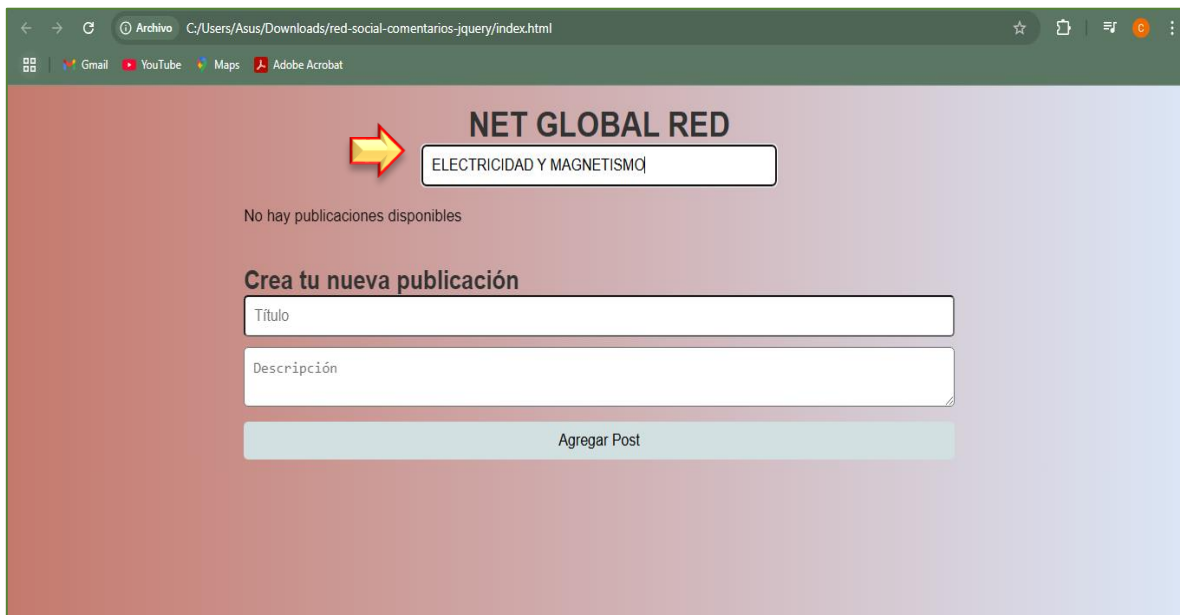 Archivo C:/Users/Asus/Downloads/red-social-comentarios-jquery/index.html
C
Gmail YouTube Maps Adobe Acrobat
NET GLOBAL RED
ELECTRICIDAD Y MAGNETISMO
No hay publicaciones disponibles
Crea tu nueva publicación
Título
Descripción
Agregar Post